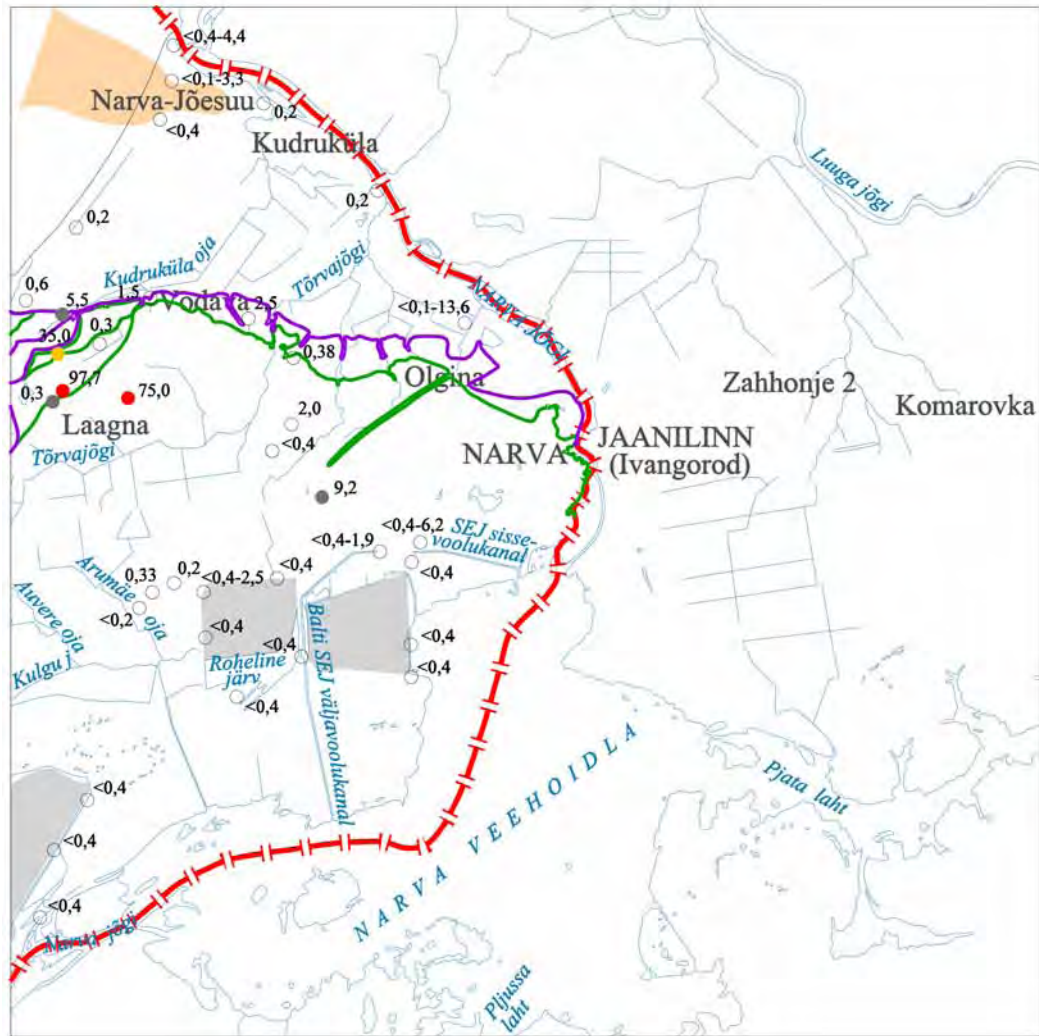 <0,4-4,4
<0,1-3,3
Narva-Jõesuu
0,2
<0,4
Kudruküla
Luuga jõgi
0,2
0,2
Kudruküla oja
Tõrvajõgi
0,6
5,5
1,5
Vodava
2,5
<0,1-13,6
NARVA JÕGI
35,0
0,3
0,38
Olgina
Zahhonje 2
0,3
97,7
75,0
Komarovka
Laagna
2,0
Tõrvajõgi
<0,4
NARVA
JAANILINN
(Ivangorod)
9,2
<0,4-1,9
<0,4-6,2
SEJ sisse-
voolukanal
Arumäe oja
0,33
0,2
<0,4-2,5
<0,4
<0,4
Auvere oja
<0,2
Kulgu j
<0,4
<0,4
<0,4
Roheline
järv
<0,4
<0,4
Balti SEJ väljavoolukanal
NARVA VEEHOIDLA
Pjata laht
<0,4
<0,4
<0,4
Narva jõgi
Pljussa
laht